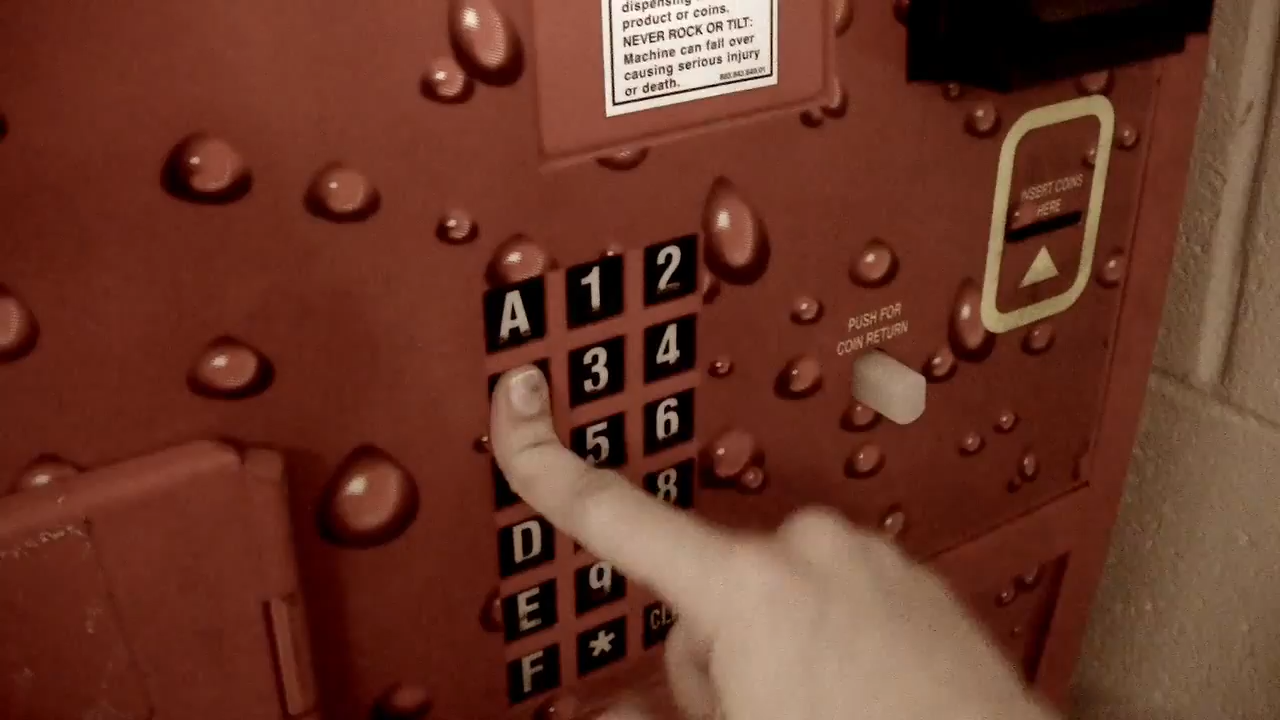 dispensing
product or coins.
NEVER ROCK OR TILT:
Machine can fall over
causing serious injury
or death.
INSERT COINS
HERE
PUSH FOR
COIN RETURN
A 1 2
3 4
5 6
8
D
E 9
F *